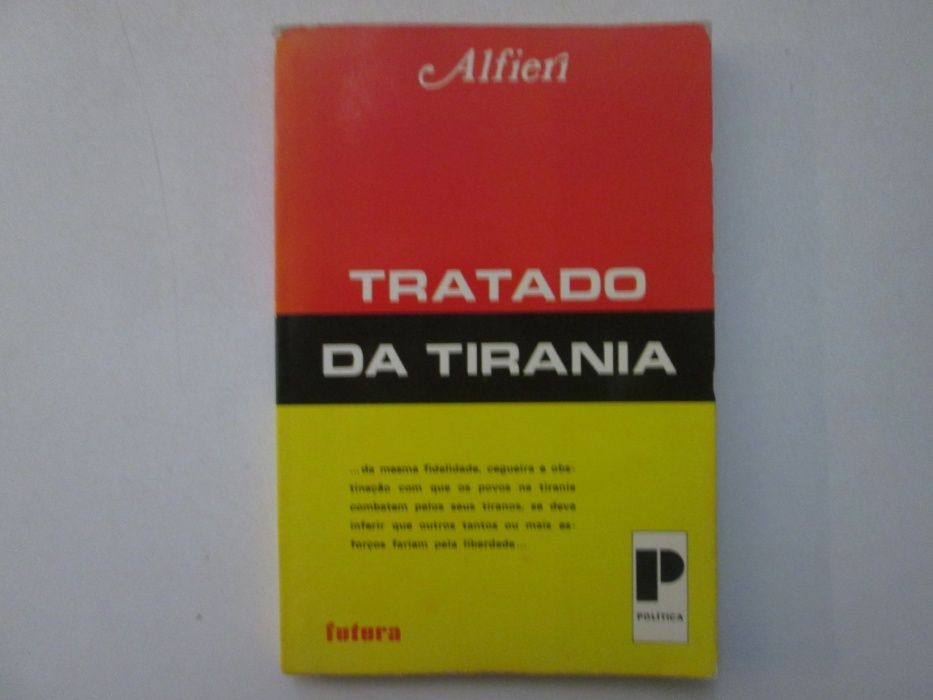 Alfieri
TRATADO
DA TIRANIA
...da mesma fidelidade, cegueira e obs-
tinação com que os povos na tirania
combatem pelos seus tiranos, se deve
inferir que outros tantos ou mais es-
forços fariam pela liberdade...
P
POLÍTICA
futura